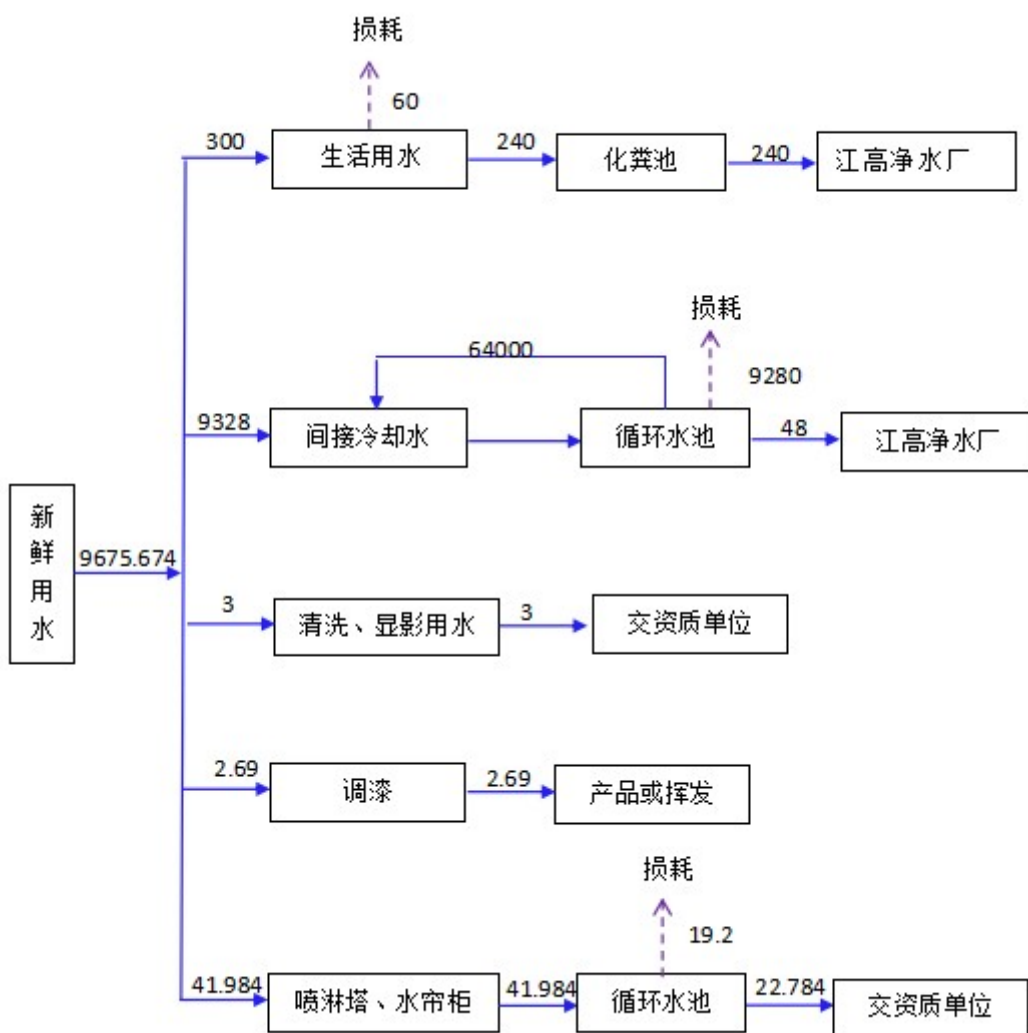 损耗
60
300
生活用水
240
化粪池
240
江高净水厂
损耗
64000
9280
9328
间接冷却水
循环水池
48
江高净水厂
新鲜用水
9675.674
3
清洗、显影用水
3
交资质单位
2.69
调漆
2.69
产品或挥发
损耗
19.2
41.984
喷淋塔、水帘柜
41.984
循环水池
22.784
交资质单位